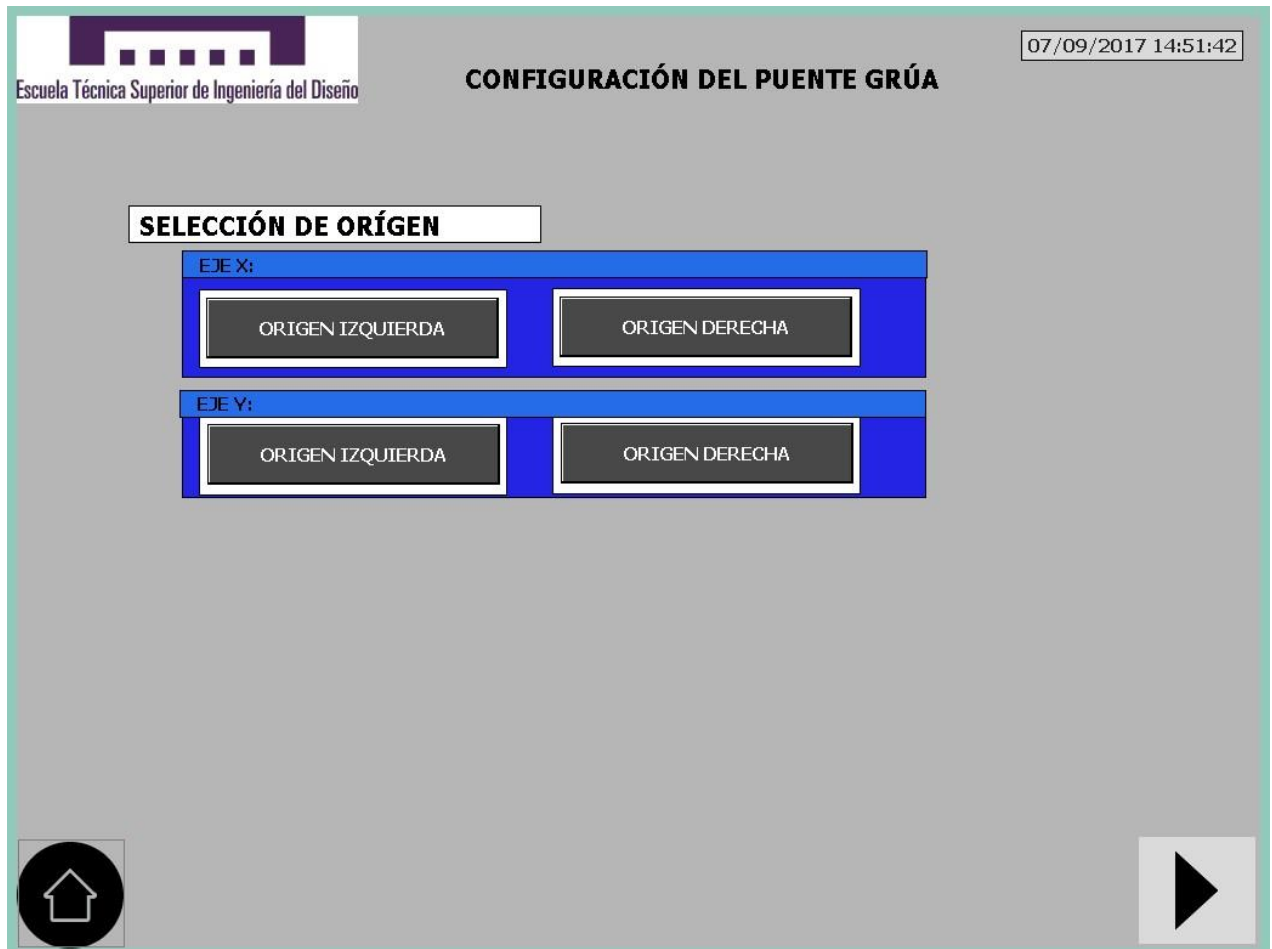 07/09/2017 14:51:42
Escuela Técnica Superior de Ingeniería del Diseño
CONFIGURACIÓN DEL PUENTE GRÚA
SELECCIÓN DE ORÍGEN
EJE X:
ORIGEN IZQUIERDA
ORIGEN DERECHA
EJE Y:
ORIGEN IZQUIERDA
ORIGEN DERECHA